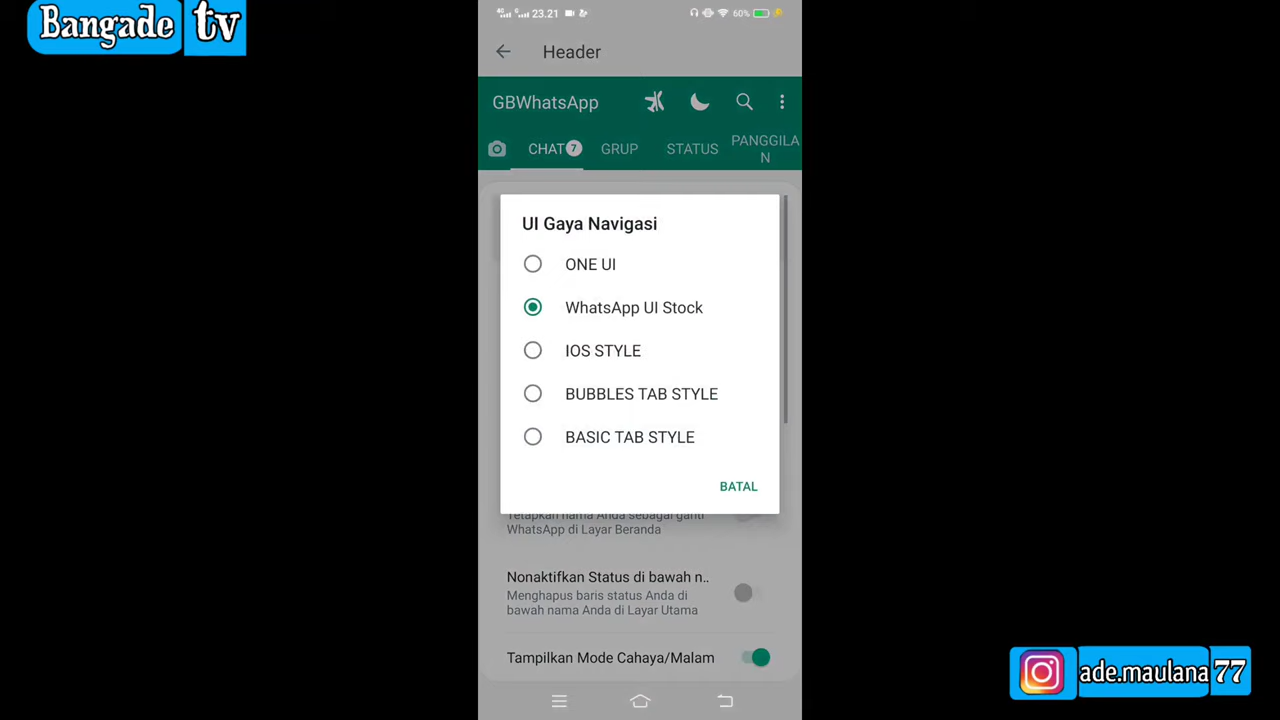 Bangade tv
23.21
60%
Header
GBWhatsApp
CHAT 7
GRUP
STATUS
PANGGILA
N
UI Gaya Navigasi
ONE UI
WhatsApp UI Stock
IOS STYLE
BUBBLES TAB STYLE
BASIC TAB STYLE
BATAL
Tetapkan nama Anda sebagai ganti
WhatsApp di Layar Beranda
Nonaktifkan Status di bawah n..
Menghapus baris status Anda di
bawah nama Anda di Layar Utama
Tampilkan Mode Cahaya/Malam
ade.maulana 77